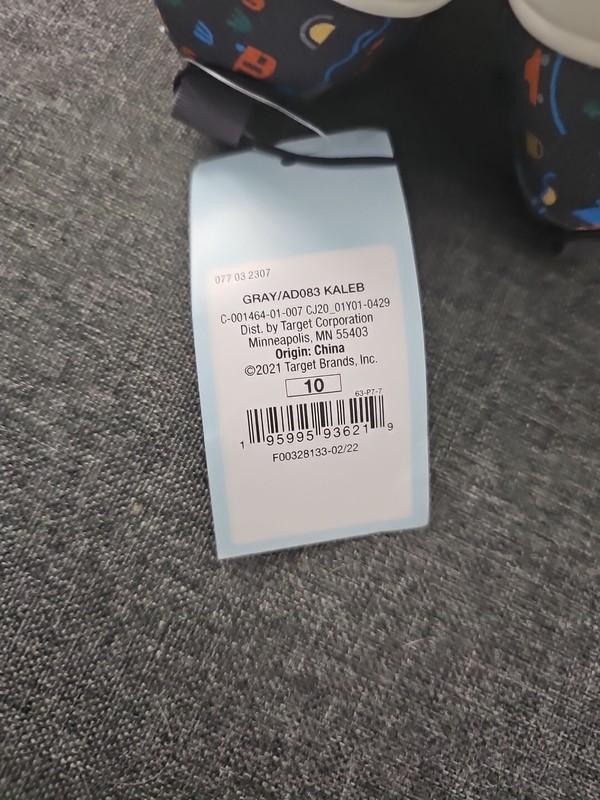 077 03 2307
GRAY/AD083 KALEB
C-001464-01-007 CJ20_01Y01-0429
Dist. by Target Corporation
Minneapolis, MN 55403
Origin: China
©2021 Target Brands, Inc.
10
63-P7-7
1 95995 93621 9
F00328133-02/22